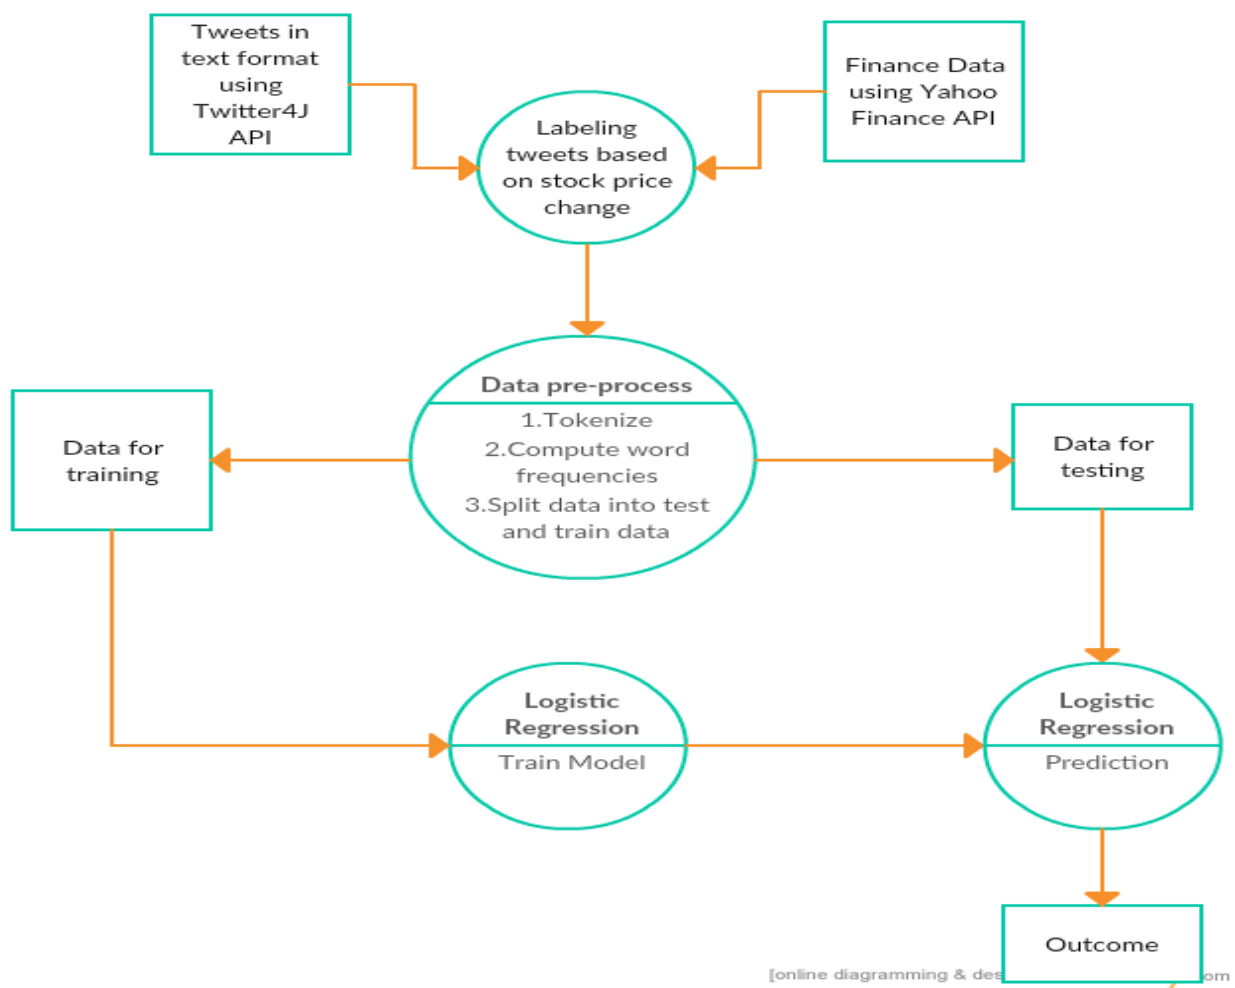 Tweets in
text format
using
Twitter4J
API
Finance Data
using Yahoo
Finance API
Labeling
tweets based
on stock price
change
Data pre-process
1.Tokenize
2.Compute word
frequencies
3.Split data into test
and train data
Data for
training
Data for
testing
Logistic
Regression
Train Model
Logistic
Regression
Prediction
Outcome
[online diagramming &